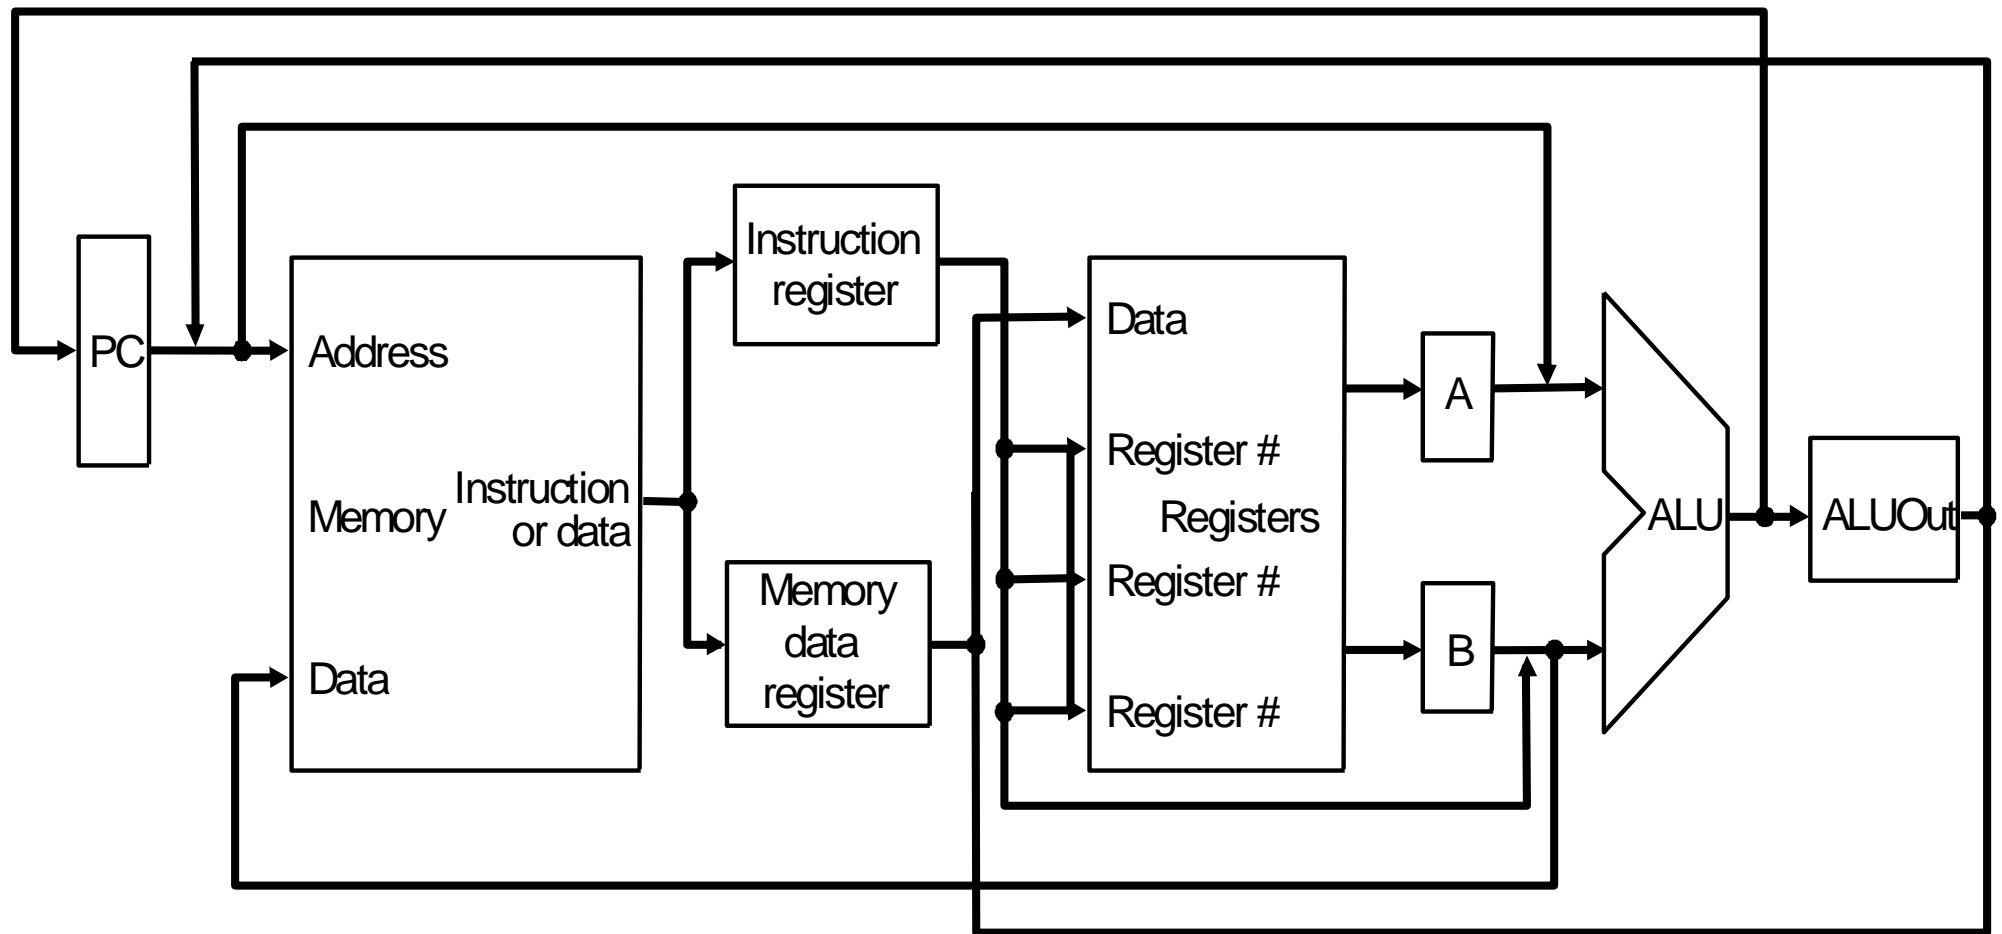 PC
Address
Memory
Instruction
or data
Data
Instruction
register
Memory
data
register
Data
Register #
Registers
Register #
Register #
A
B
ALU
ALUOut